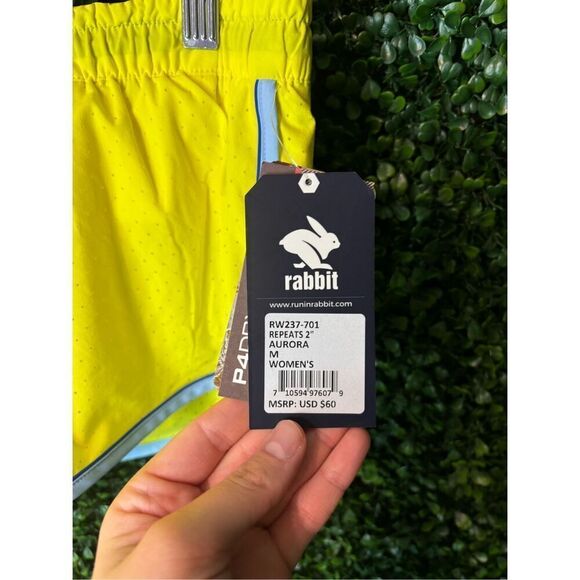 rabbit
www.runinrabbit.com
RW237-701
REPEATS 2"
AURORA
M
WOMEN'S
7 10594 97607 9
MSRP: USD $60